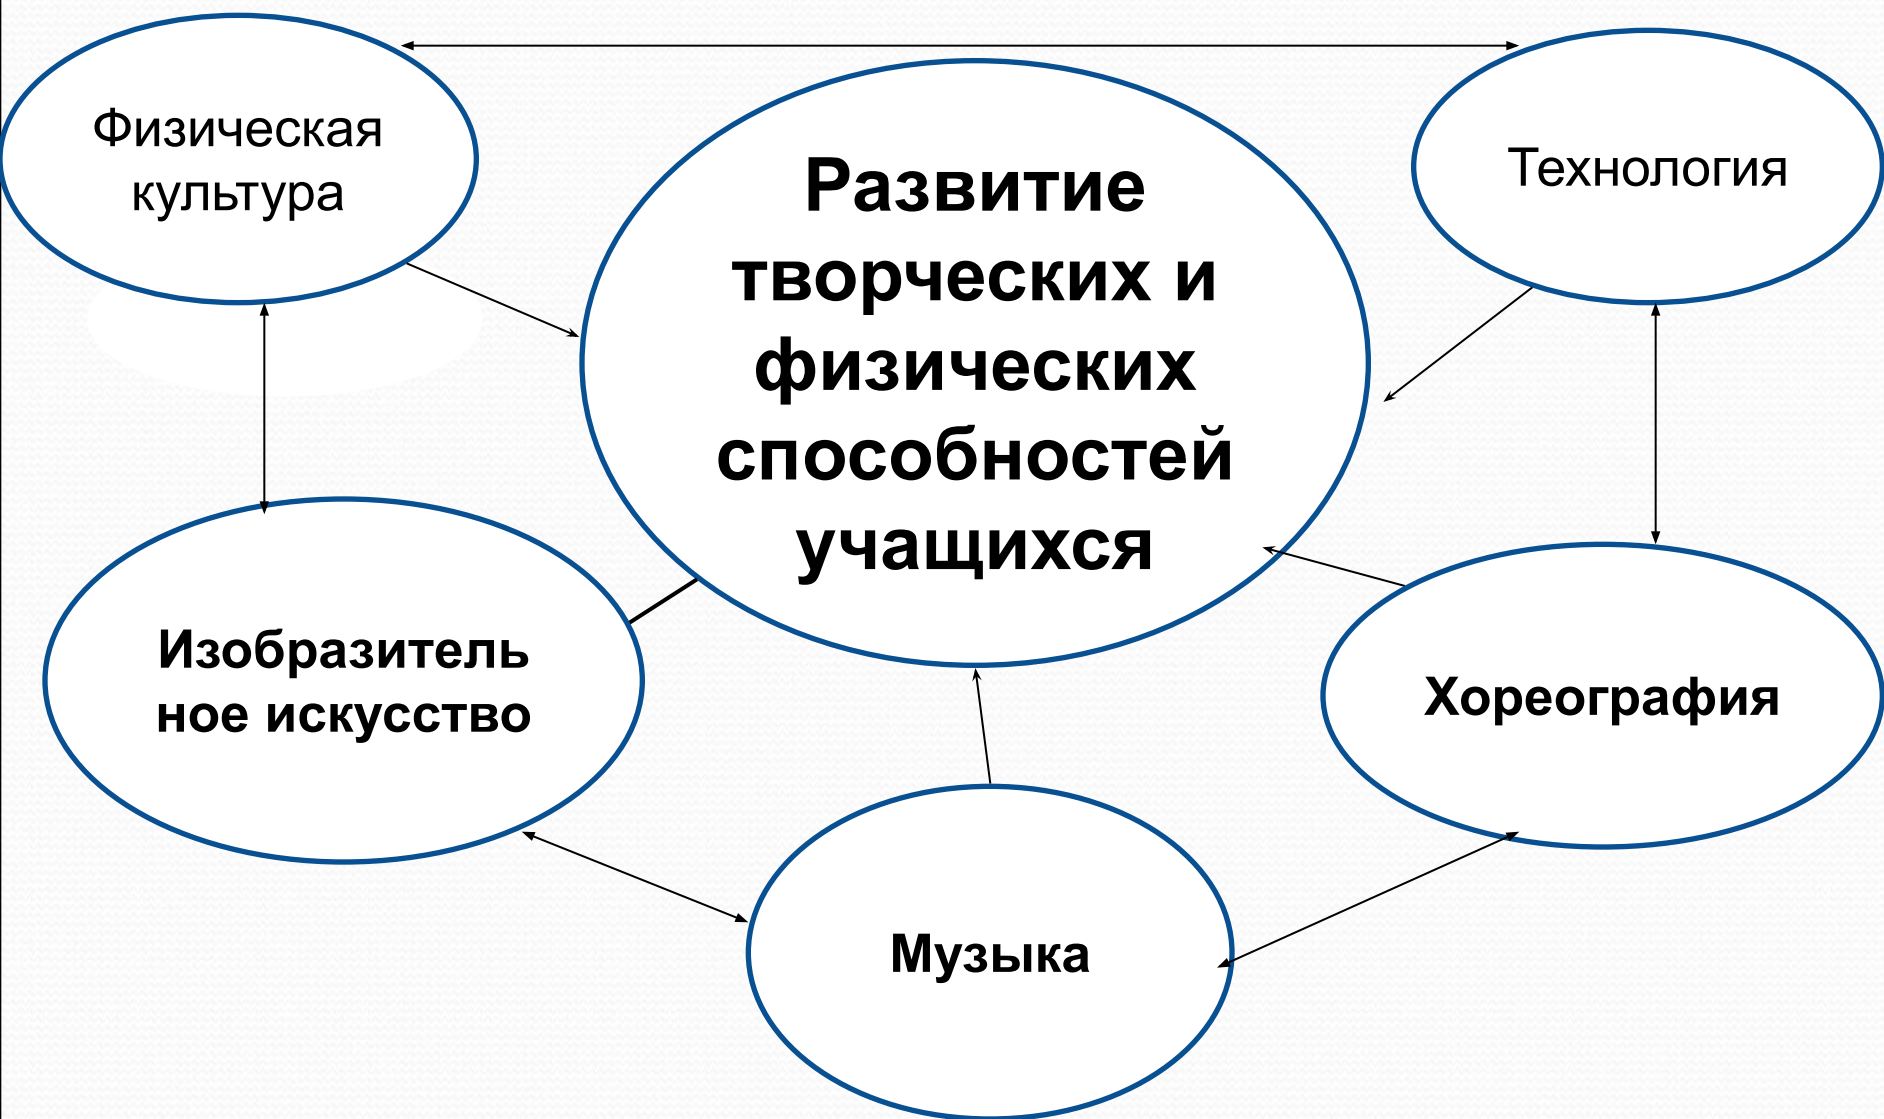 Физическая
культура
Технология
Развитие
творческих и
физических
способностей
учащихся
Изобразитель
ное искусство
Хореография
Музыка